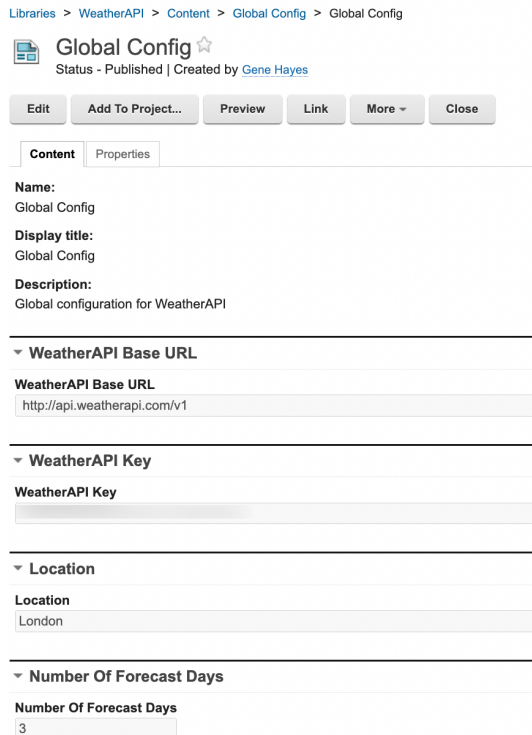 Libraries > WeatherAPI > Content > Global Config > Global Config
Global Config
Status - Published | Created by Gene Hayes
Edit Add To Project... Preview Link More Close
Content Properties
Name:
Global Config
Display title:
Global Config
Description:
Global configuration for WeatherAPI
WeatherAPI Base URL
WeatherAPI Base URL
http://api.weatherapi.com/v1
WeatherAPI Key
WeatherAPI Key
Location
Location
London
Number Of Forecast Days
Number Of Forecast Days
3